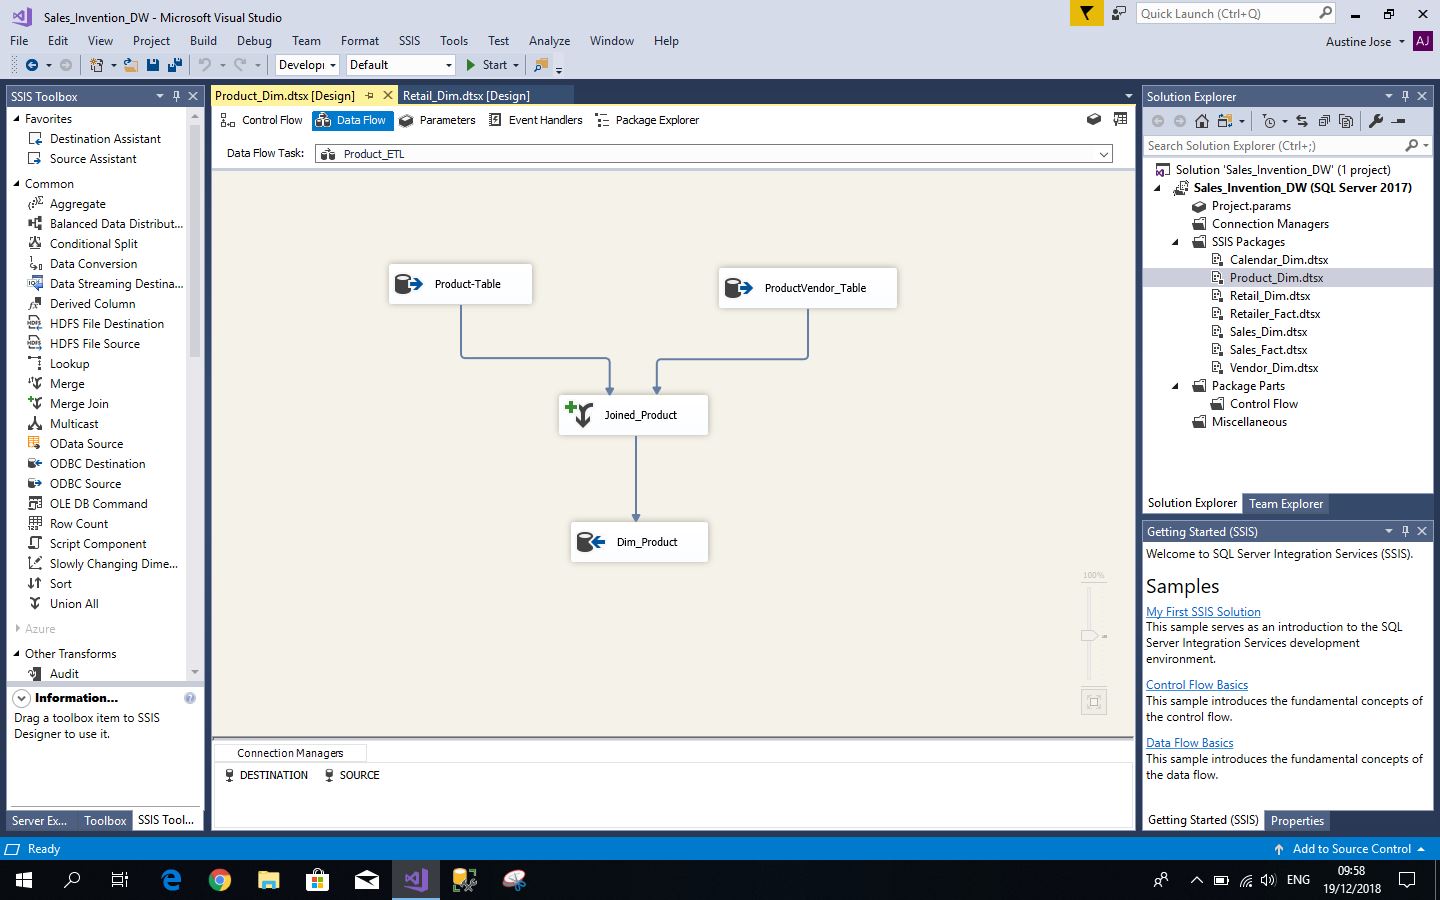 Sales_Invention_DW - Microsoft Visual Studio
Quick Launch (Ctrl+Q)
File Edit View Project Build Debug Team Format SSIS Tools Test Analyze Window Help
Austine Jose AJ
Develop Default Start
SSIS Toolbox
Favorites
Destination Assistant
Source Assistant
Common
Aggregate
Balanced Data Distribut...
Conditional Split
Data Conversion
Data Streaming Destina...
Derived Column
HDFS File Destination
HDFS File Source
Lookup
Merge
Merge Join
Multicast
OData Source
ODBC Destination
ODBC Source
OLE DB Command
Row Count
Script Component
Slowly Changing Dime...
Sort
Union All
Azure
Other Transforms
Audit
Information...
Drag a toolbox item to SSIS
Designer to use it.
Server Ex... Toolbox SSIS Tool...
Product_Dim.dtsx [Design] Retail_Dim.dtsx [Design]
Control Flow Data Flow Parameters Event Handlers Package Explorer
Data Flow Task: Product_ETL
Product-Table
ProductVendor_Table
Joined_Product
Dim_Product
100%
Connection Managers
DESTINATION SOURCE
Solution Explorer
Search Solution Explorer (Ctrl+;)
Solution 'Sales_Invention_DW' (1 project)
Sales_Invention_DW (SQL Server 2017)
Project.params
Connection Managers
SSIS Packages
Calendar_Dim.dtsx
Product_Dim.dtsx
Retail_Dim.dtsx
Retailer_Fact.dtsx
Sales_Dim.dtsx
Sales_Fact.dtsx
Vendor_Dim.dtsx
Package Parts
Control Flow
Miscellaneous
Solution Explorer Team Explorer
Getting Started (SSIS)
Welcome to SQL Server Integration Services (SSIS).
Samples
My First SSIS Solution
This sample serves as an introduction to the SQL
Server Integration Services development
environment.
Control Flow Basics
This sample introduces the fundamental concepts of
the control flow.
Data Flow Basics
This sample introduces the fundamental concepts of
the data flow.
Getting Started (SSIS) Properties
Ready
Add to Source Control
ENG
09:58
19/12/2018